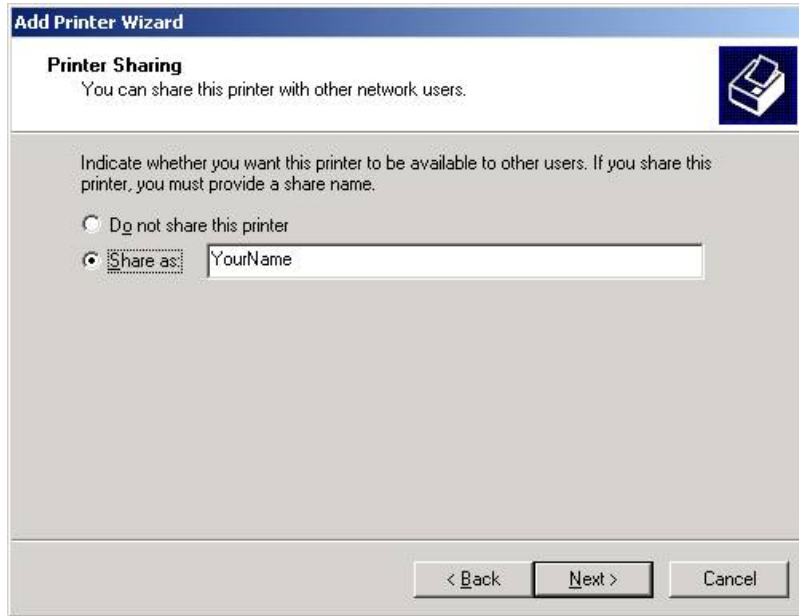 Add Printer Wizard
Printer Sharing
You can share this printer with other network users.
Indicate whether you want this printer to be available to other users. If you share this
printer, you must provide a share name.
Do not share this printer
Share as: YourName
< Back Next > Cancel